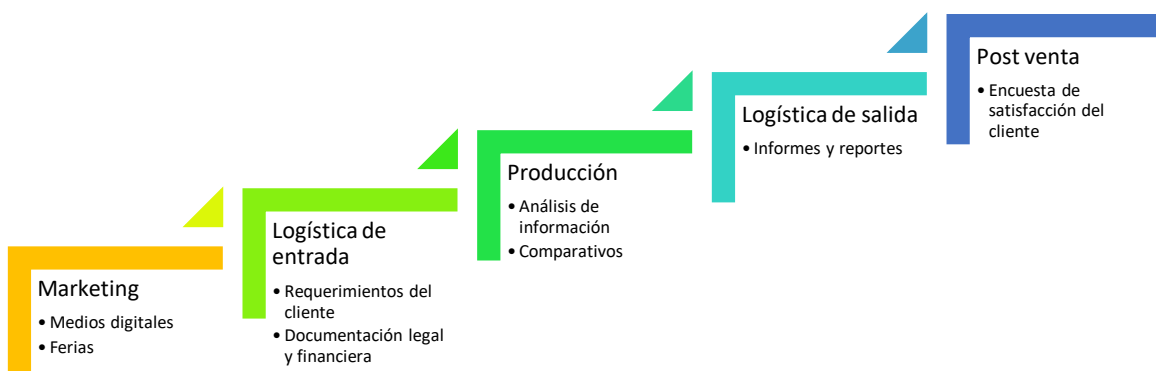 Marketing
• Medios digitales
• Ferias
Logística de
entrada
• Requerimientos del
cliente
• Documentación legal
y financiera
Producción
• Análisis de
información
• Comparativos
Logística de salida
• Informes y reportes
Post venta
• Encuesta de
satisfacción del
cliente